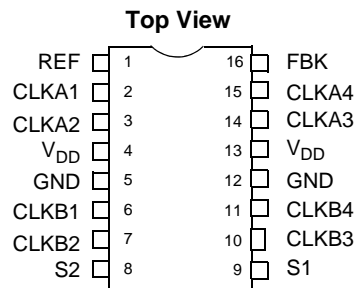 Top View
REF 1 16 FBK
CLKA1 2 15 CLKA4
CLKA2 3 14 CLKA3
VDD 4 13 VDD
GND 5 12 GND
CLKB1 6 11 CLKB4
CLKB2 7 10 CLKB3
S2 8 9 S1